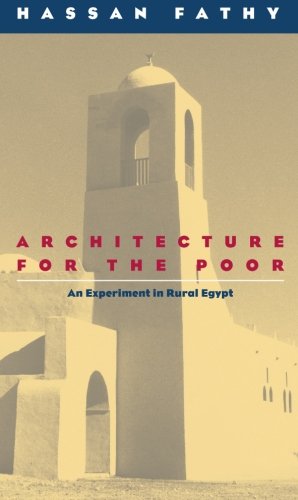 HASSAN FATHY
ARCHITECTURE
FOR THE POOR
An Experiment in Rural Egypt